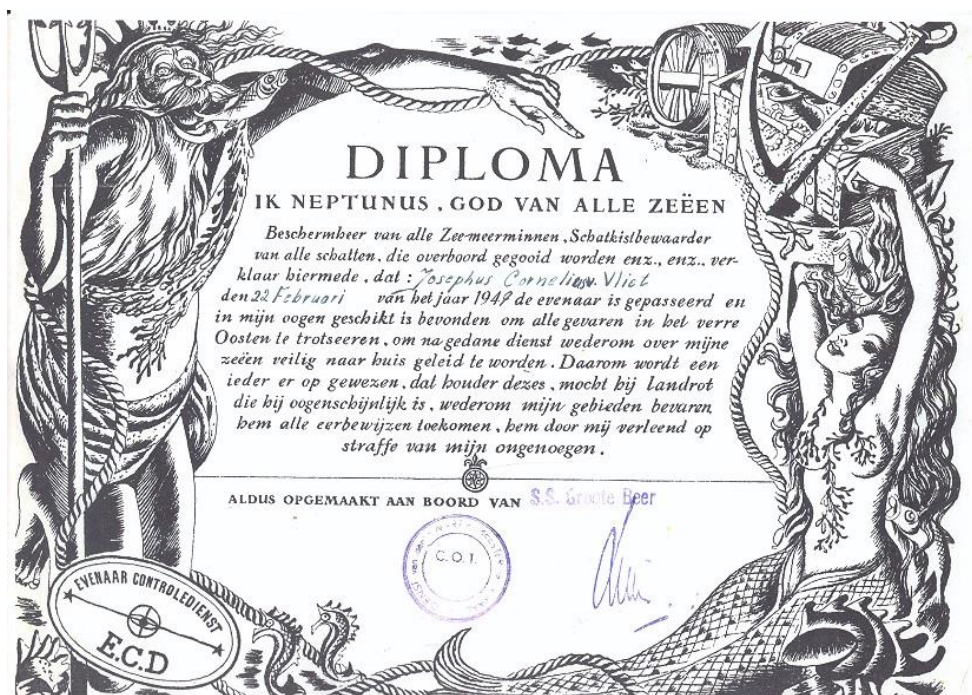 DIPLOMA
IK NEPTUNUS, GOD VAN ALLE ZEËEN
Beschermheer van alle Zee-meerminnen, Schatkistbewaarder
van alle schatten, die overboord gegooid worden enz., enz., ver-
klaar hiermede, dat: Josephus Cornelius v. Vliet
den 22 Februari van het jaar 1949 de evenaar is gepasseerd en
in mijn oogen geschikt is bevonden om alle gevaren in het verre
Oosten te trotseeren, om na gedane dienst wederom over mijne
zeëen veilig naar huis geleid te worden. Daarom wordt een
ieder er op gewezen, dat houder dezes, mocht hij landrot
die hij oogenschijnlijk is, wederom mijn gebieden bevaren,
hem alle eerbewijzen toekomen, hem door mij verleend op
straffe van mijn ongenoegen.
ALDUS OPGEMAAKT AAN BOORD VAN S.S. Groote Beer
C.O.I.
EVENAAR CONTROLEDIENST
E.C.D